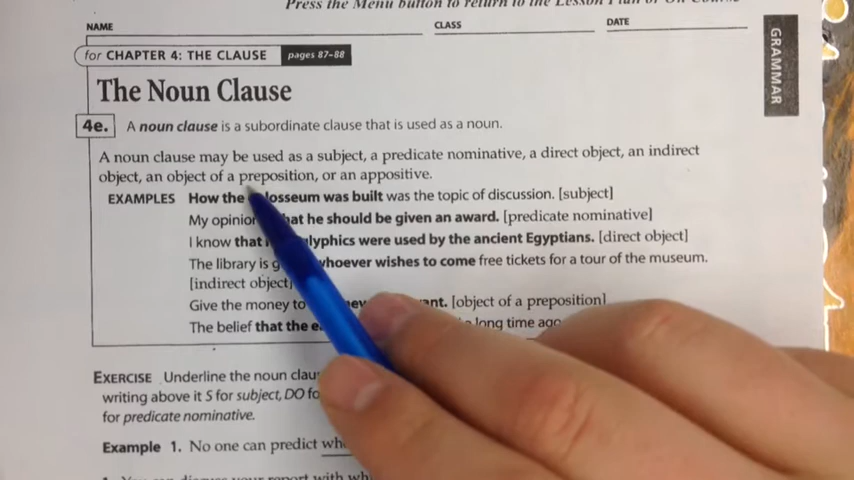 Press the Menu button to return to the Lesson Plan or
NAME CLASS DATE
for CHAPTER 4: THE CLAUSE pages 87–88
GRAMMAR
The Noun Clause
4e. A noun clause is a subordinate clause that is used as a noun.
A noun clause may be used as a subject, a predicate nominative, a direct object, an indirect
object, an object of a preposition, or an appositive.
EXAMPLES How the Colosseum was built was the topic of discussion. [subject]
My opinion that he should be given an award. [predicate nominative]
I know that were used by the ancient Egyptians. [direct object]
The library is whoever wishes to come free tickets for a tour of the museum.
[indirect object]
Give the money to [object of a preposition]
The belief that the long time ago
EXERCISE Underline the noun
writing above it S for subject, DO
for predicate nominative.
Example 1. No one can predict
your report with